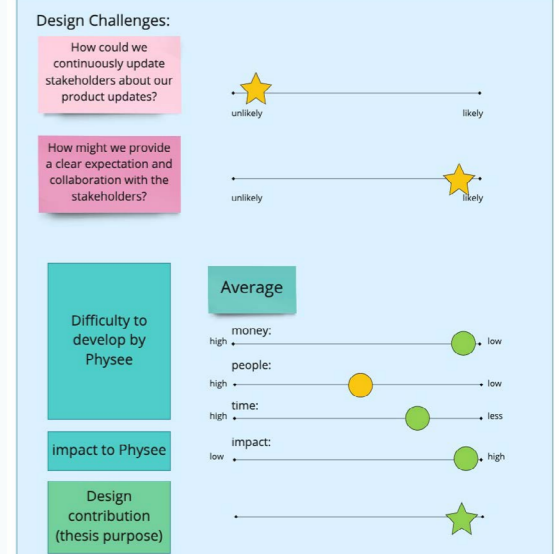 Design Challenges:
How could we
continuously update
stakeholders about our
product updates?
unlikely
likely
How might we provide
a clear expectation and
collaboration with the
stakeholders?
unlikely
likely
Difficulty to
develop by
Physee
Average
money:
high
low
people:
high
low
time:
high
less
impact to Physee
impact:
low
high
Design
contribution
(thesis purpose)